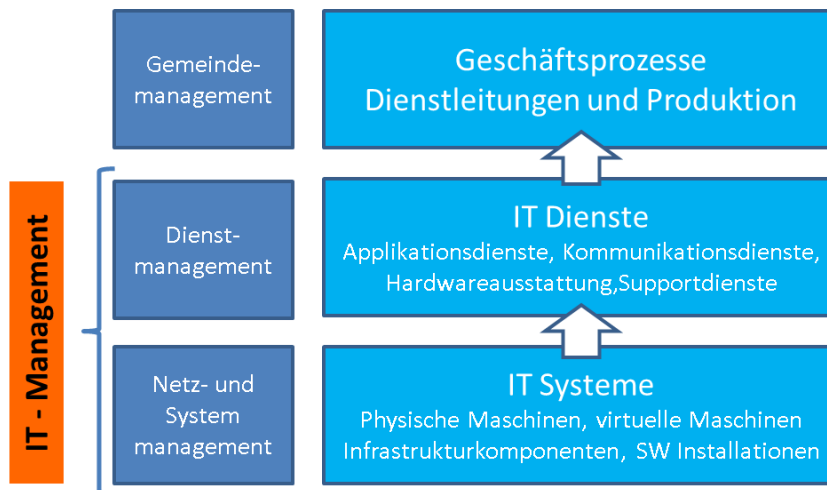 Gemeinde-
management
Geschäftsprozesse
Dienstleitungen und Produktion
IT - Management
Dienst-
management
IT Dienste
Applikationsdienste, Kommunikationsdienste,
Hardwareausstattung,Supportdienste
Netz- und
System
management
IT Systeme
Physische Maschinen, virtuelle Maschinen
Infrastrukturkomponenten, SW Installationen